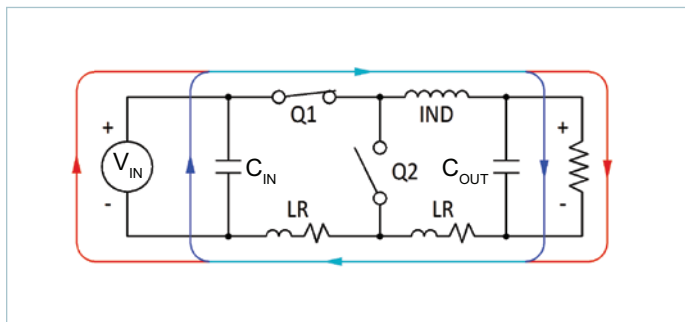 Q1
IND
+
V_IN
-
C_IN
Q2
C_OUT
+
-
LR
LR